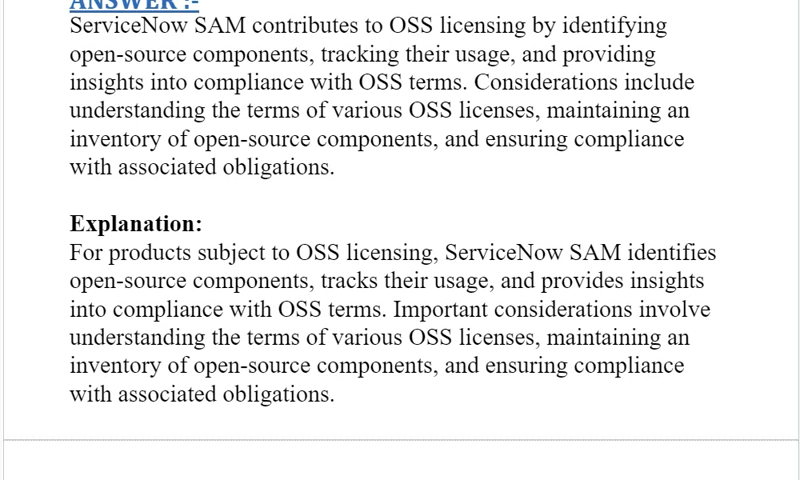 ANSWER :-
ServiceNow SAM contributes to OSS licensing by identifying
open-source components, tracking their usage, and providing
insights into compliance with OSS terms. Considerations include
understanding the terms of various OSS licenses, maintaining an
inventory of open-source components, and ensuring compliance
with associated obligations.
Explanation:
For products subject to OSS licensing, ServiceNow SAM identifies
open-source components, tracks their usage, and provides insights
into compliance with OSS terms. Important considerations involve
understanding the terms of various OSS licenses, maintaining an
inventory of open-source components, and ensuring compliance
with associated obligations.